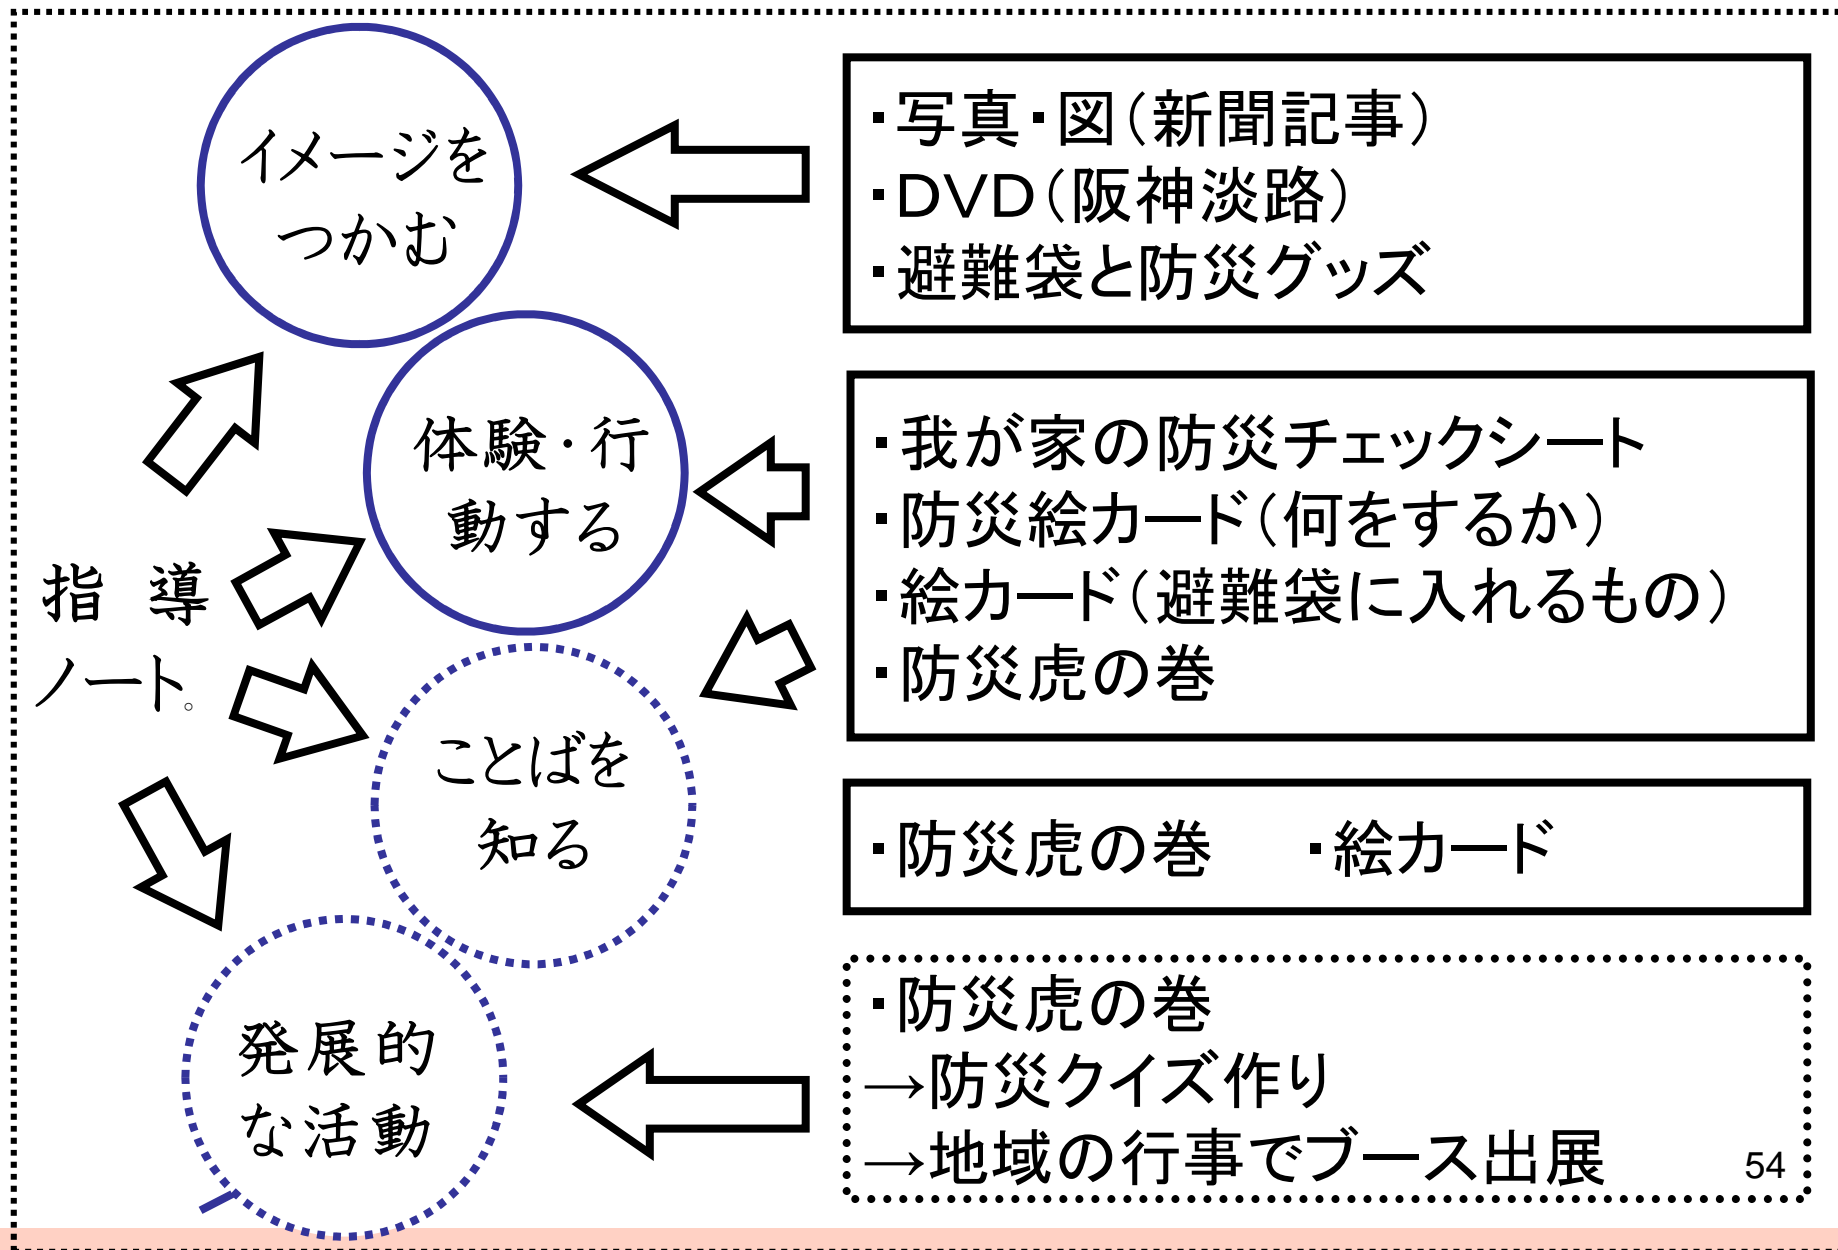 イメージを
つかむ
・写真・図(新聞記事)
・DVD(阪神淡路)
・避難袋と防災グッズ
体験・行
動する
・我が家の防災チェックシート
・防災絵カード(何をするか)
・絵カード(避難袋に入れるもの)
・防災虎の巻
指 導
ノート。
ことばを
知る
・防災虎の巻 ・絵カード
発展的
な活動
・防災虎の巻
→防災クイズ作り
→地域の行事でブース出展
54